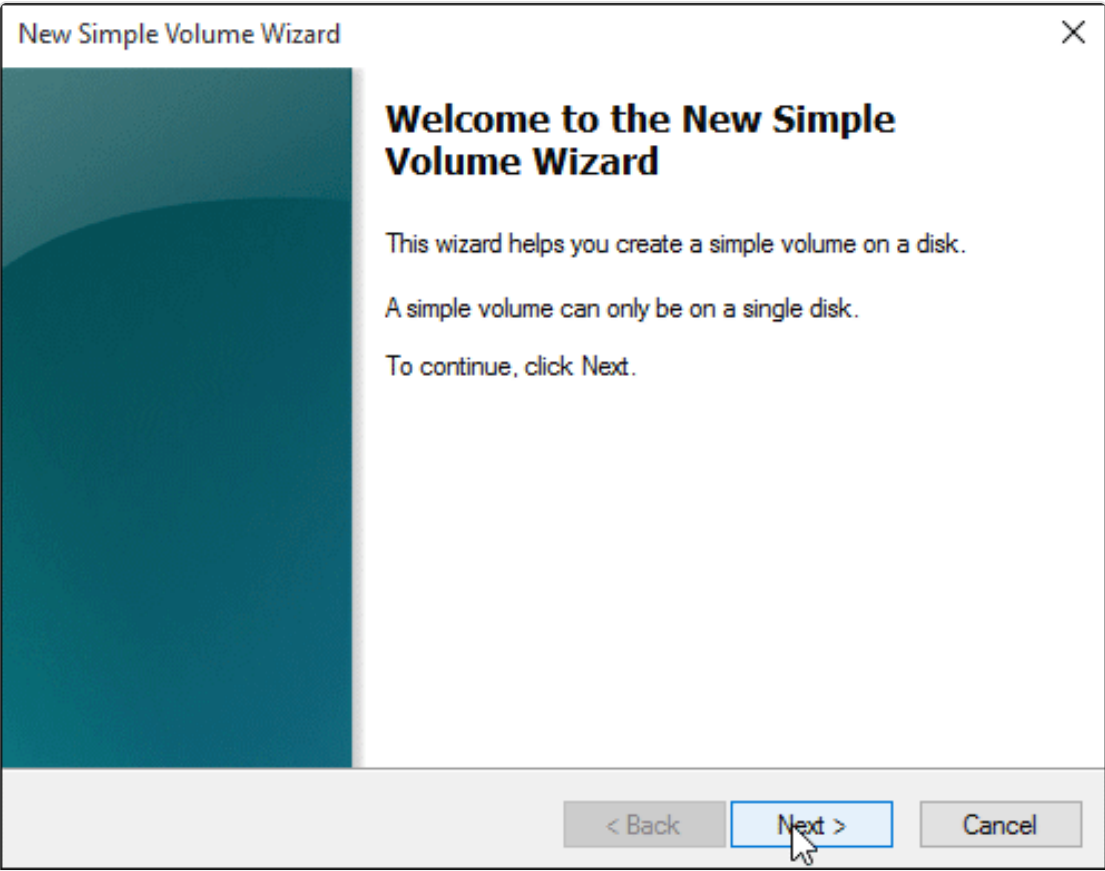 New Simple Volume Wizard
Welcome to the New Simple
Volume Wizard
This wizard helps you create a simple volume on a disk.
A simple volume can only be on a single disk.
To continue, click Next.
< Back
Next >
Cancel